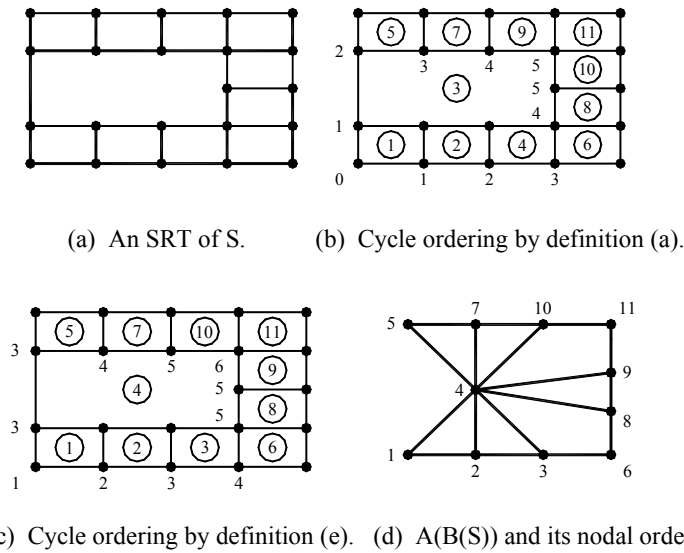 5 7 9 11
2 3 4 5 10
3 5
4 8
1 1 2 4 6
0 1 2 3
(a) An SRT of S. (b) Cycle ordering by definition (a).
5 7 10 11
3 4 5 6 9
4 5
3 5 8
1 2 3 6
1 2 3 4
5 7 10 11
9
4
8
1 2 3 6
c) Cycle ordering by definition (e). (d) A(B(S)) and its nodal orde